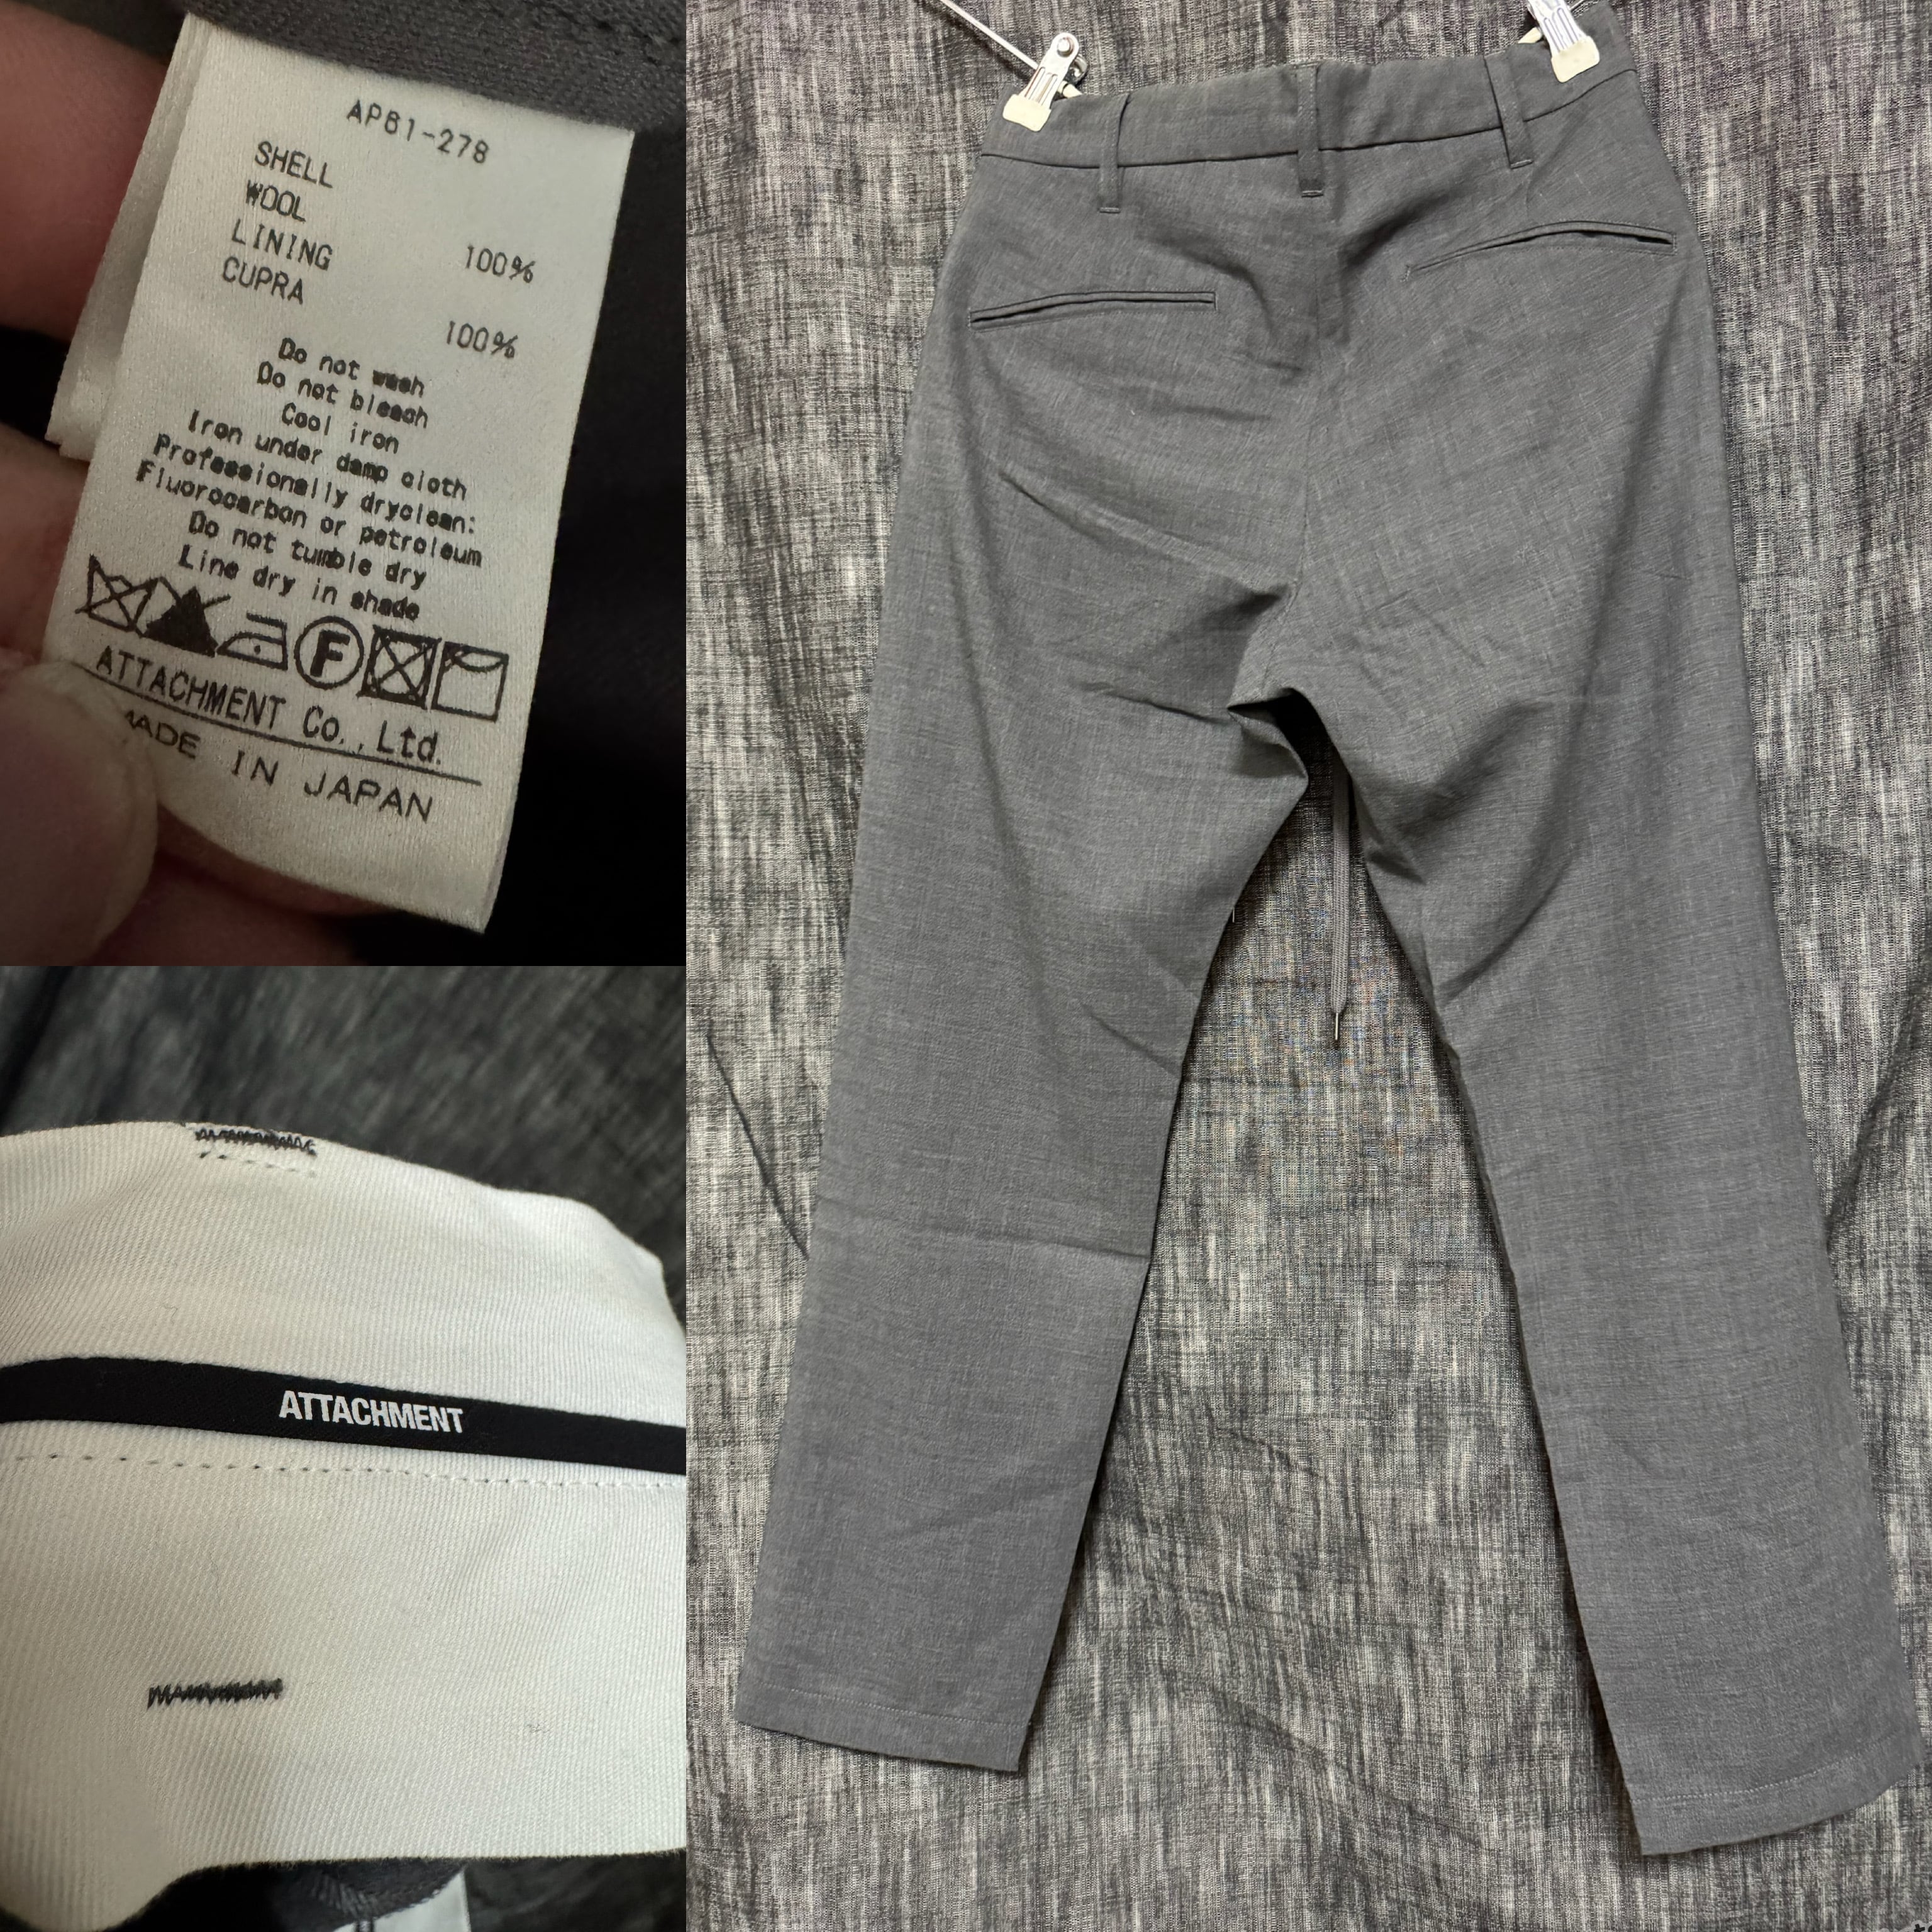 AP61-278
SHELL
WOOL 100%
LINING
CUPRA 100%
Do not wash
Do not bleach
Cool iron
Iron under damp cloth
Professionally dryclean:
Fluorocarbon or petroleum
Do not tumble dry
Line dry in shade
F
ATTACHMENT Co.,Ltd.
MADE IN JAPAN
ATTACHMENT